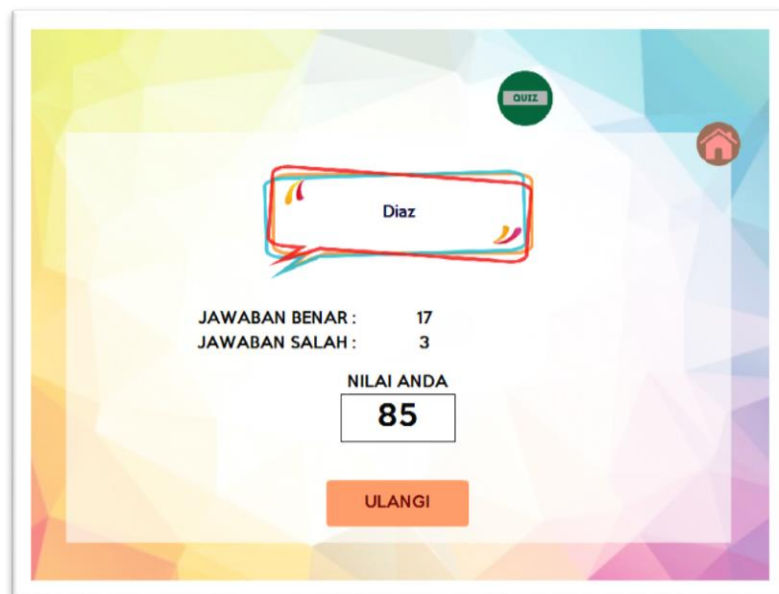 QUIZ
Diaz
JAWABAN BENAR : 17
JAWABAN SALAH : 3
NILAI ANDA
85
ULANGI